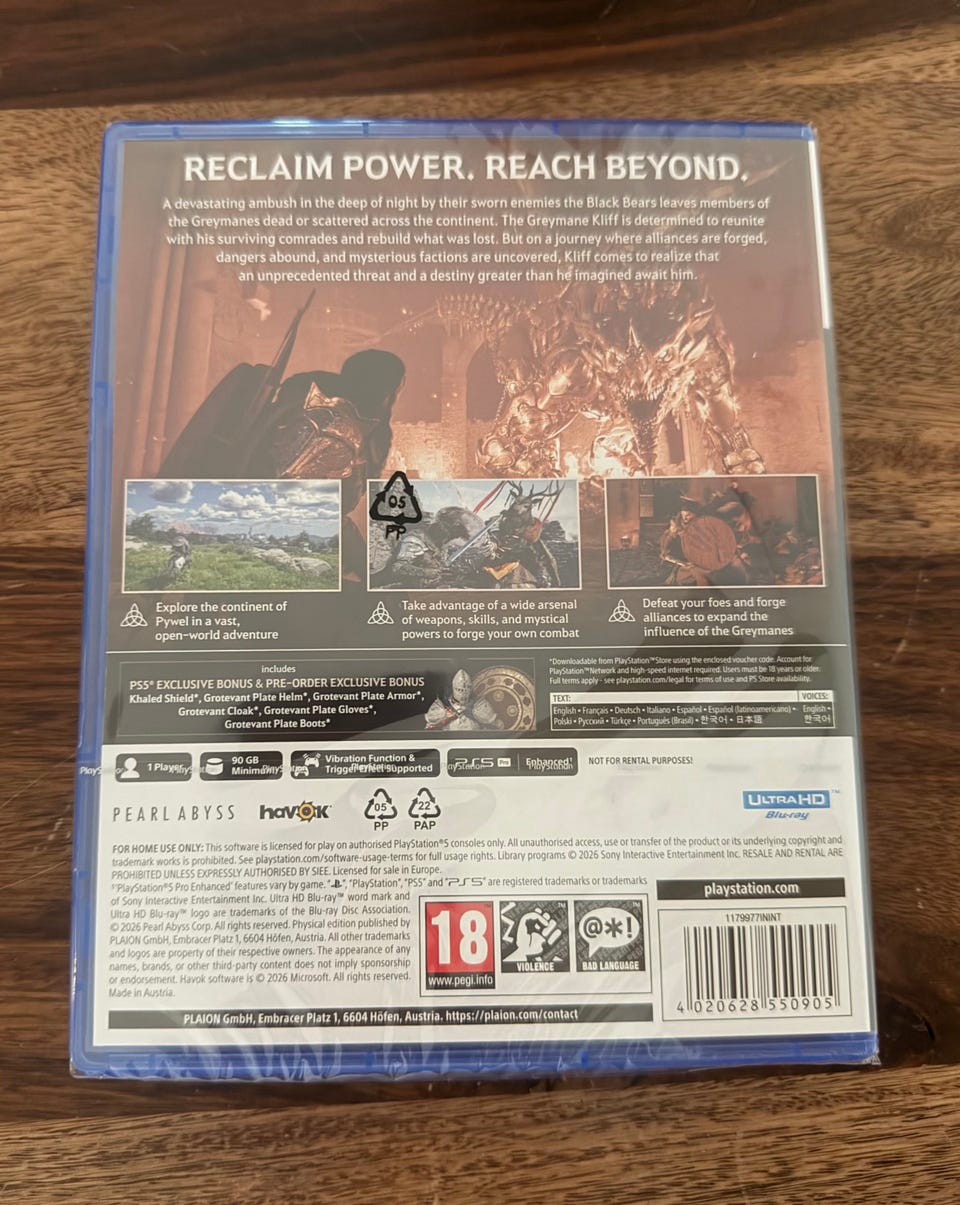 RECLAIM POWER. REACH BEYOND.
A devastating ambush in the deep of night by their sworn enemies the Black Bears leaves members of
the Greymanes dead or scattered across the continent. The Greymane Kliff is determined to reunite
with his surviving comrades and rebuild what was lost. But on a journey where alliances are forged,
dangers abound, and mysterious factions are uncovered, Kliff comes to realize that
an unprecedented threat and a destiny greater than he imagined await him.
05
PP
Explore the continent of
Pywel in a vast,
open-world adventure
Take advantage of a wide arsenal
of weapons, skills, and mystical
powers to forge your own combat
Defeat your foes and forge
alliances to expand the
influence of the Greymanes
includes
PS5® EXCLUSIVE BONUS & PRE-ORDER EXCLUSIVE BONUS
Khaled Shield*, Grotevant Plate Helm*, Grotevant Plate Armor*,
Grotevant Cloak*, Grotevant Plate Gloves*,
Grotevant Plate Boots*
*Downloadable from PlayStation™Store using the enclosed voucher code. Account for
PlayStation™Network and high-speed internet required. Users must be 18 years or older.
Full terms apply - see playstation.com/legal for terms of use and PS Store availability.
TEXT:
English • Français • Deutsch • Italiano • Español • Español (latinoamericano) •
Polski • Русский • Türkçe • Português (Brasil) • 한국어 • 日本語
VOICES:
English •
한국어
1 Player
90 GB
Minimum
Vibration Function &
Trigger Effect Supported
PS5 Pro Enhanced
NOT FOR RENTAL PURPOSES!
PlayStation PlayStation PlayStation PlayStation PlayStation PlayStation
PEARL ABYSS
havok
05
PP
22
PAP
ULTRA HD
Blu-ray™
FOR HOME USE ONLY: This software is licensed for play on authorised PlayStation®5 consoles only. All unauthorised access, use or transfer of the product or its underlying copyright and
trademark works is prohibited. See playstation.com/software-usage-terms for full usage rights. Library programs © 2026 Sony Interactive Entertainment Inc. RESALE AND RENTAL ARE
PROHIBITED UNLESS EXPRESSLY AUTHORISED BY SIEE. Licensed for sale in Europe.
'PlayStation®5 Pro Enhanced' features vary by game. " ", "PlayStation", "PS5" and "PS5" are registered trademarks or trademarks
of Sony Interactive Entertainment Inc. Ultra HD Blu-ray™ word mark and
Ultra HD Blu-ray™ logo are trademarks of the Blu-ray Disc Association.
© 2026 Pearl Abyss Corp. All rights reserved. Physical edition published by
PLAION GmbH, Embracer Platz 1, 6604 Höfen, Austria. All other trademarks
and logos are property of their respective owners. The appearance of any
names, brands, or other third-party content does not imply sponsorship
or endorsement. Havok software is © 2026 Microsoft. All rights reserved.
Made in Austria.
18
www.pegi.info
VIOLENCE
@*!
BAD LANGUAGE
playstation.com
1179977ININT
4 020628 550905
PLAION GmbH, Embracer Platz 1, 6604 Höfen, Austria. https://plaion.com/contact